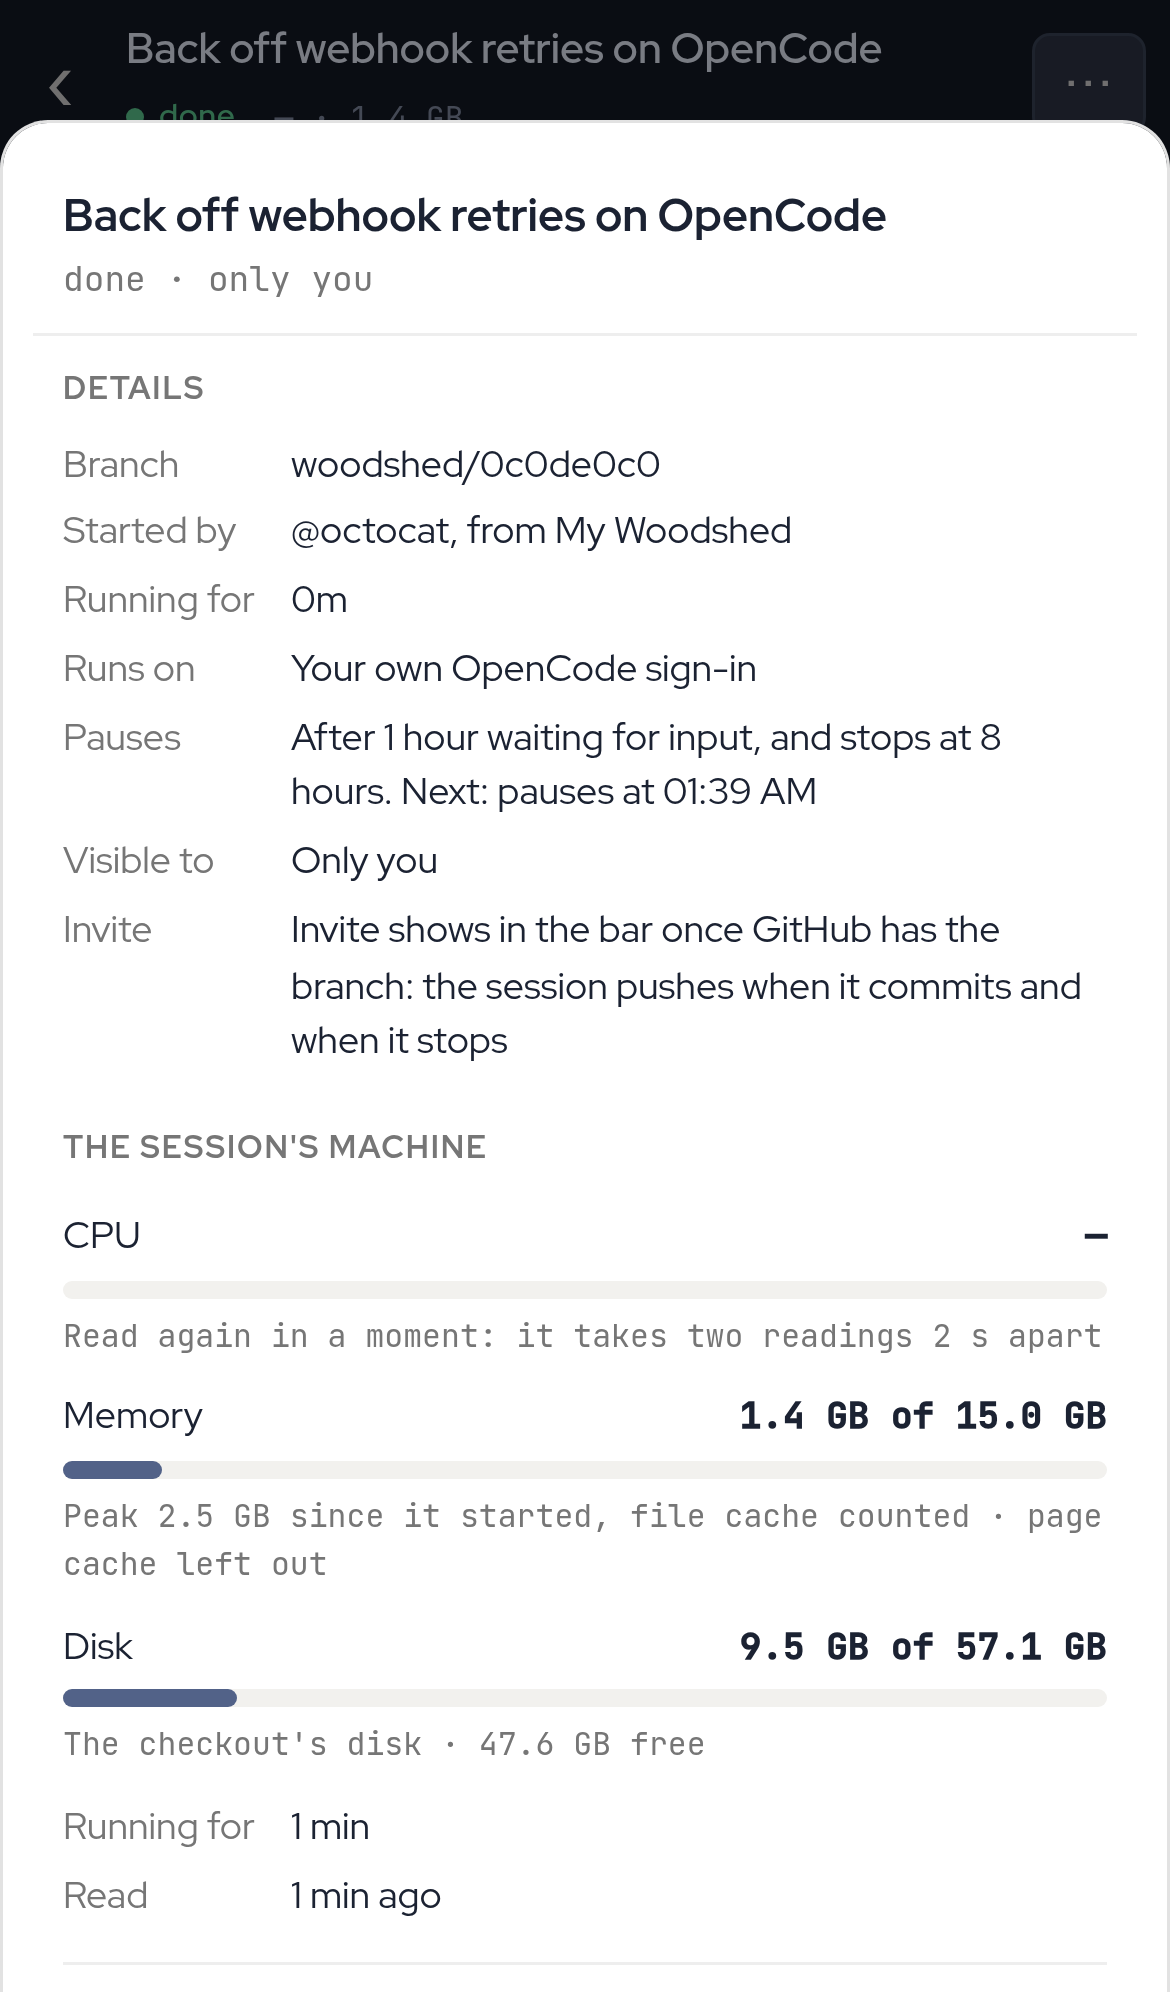 Back off webhook retries on OpenCode
...
done — · 1.4 GB
Back off webhook retries on OpenCode
done · only you
DETAILS
Branch woodshed/0c0de0c0
Started by @octocat, from My Woodshed
Running for 0m
Runs on Your own OpenCode sign-in
Pauses After 1 hour waiting for input, and stops at 8
hours. Next: pauses at 01:39 AM
Visible to Only you
Invite Invite shows in the bar once GitHub has the
branch: the session pushes when it commits and
when it stops
THE SESSION'S MACHINE
CPU –
Read again in a moment: it takes two readings 2 s apart
Memory 1.4 GB of 15.0 GB
Peak 2.5 GB since it started, file cache counted · page
cache left out
Disk 9.5 GB of 57.1 GB
The checkout's disk · 47.6 GB free
Running for 1 min
Read 1 min ago